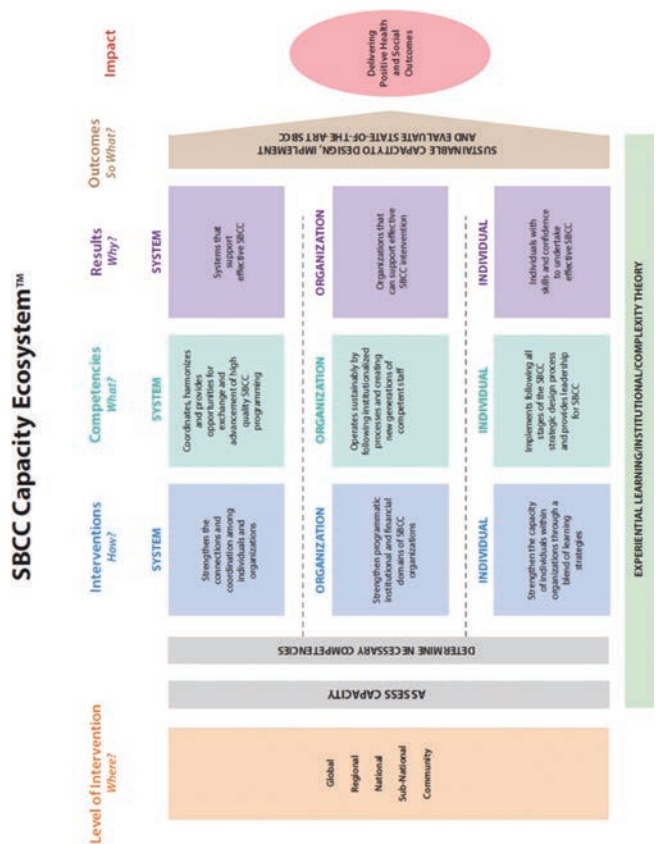 SBCC Capacity Ecosystem™
Level of Intervention
Where?
Global
Regional
National
Sub-National
Community
ASSESS CAPACITY
DETERMINE NECESSARY COMPETENCIES
Interventions
How?
SYSTEM
Strengthen the
connections and
coordination among
individuals and
organizations
ORGANIZATION
Strengthen programmatic
institutional and financial
domains of SBCC
organizations
INDIVIDUAL
Strengthen the capacity
of individuals within
organizations through a
blend of learning
strategies
Competencies
What?
SYSTEM
Coordinates, harmonizes
and provides
opportunities for
exchange and
advancement of high
quality SBCC
programming
ORGANIZATION
Operates sustainably by
following institutionalized
processes and creating
new generations of
competent staff
INDIVIDUAL
Implements following all
stages of the SBCC
strategic design process
and provides leadership
for SBCC
Results
Why?
SYSTEM
Systems that
support
effective SBCC
ORGANIZATION
Organizations that
can support effective
SBCC intervention
INDIVIDUAL
Individuals with
skills and confidence
to undertake
effective SBCC
Outcomes
So What?
SUSTAINABLE CAPACITY TO DESIGN, IMPLEMENT
AND EVALUATE STATE-OF-THE-ART SBCC
Impact
Delivering
Positive Health
and Social
Outcomes
EXPERIENTIAL LEARNING/INSTITUTIONAL/COMPLEXITY THEORY